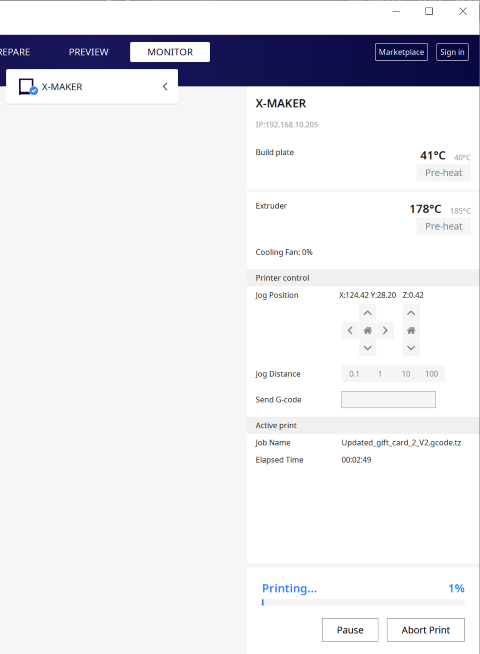 REPARE PREVIEW MONITOR Marketplace Sign in
X-MAKER
X-MAKER
IP:192.168.10.205
Build plate 41°C 40°C
Pre-heat
Extruder 178°C 185°C
Pre-heat
Cooling Fan: 0%
Printer control
Jog Position X:124.42 Y:28.20 Z:0.42
Jog Distance 0.1 1 10 100
Send G-code
Active print
Job Name Updated_gift_card_2_V2.gcode.tz
Elapsed Time 00:02:49
Printing... 1%
Pause Abort Print